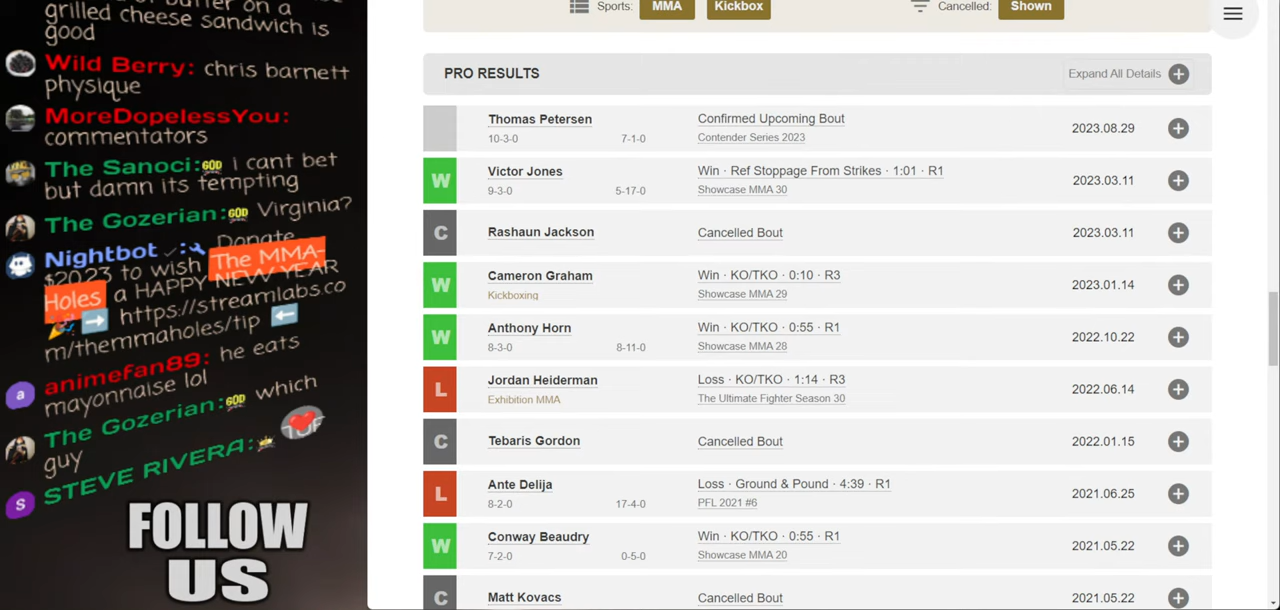 of butter on a
grilled cheese sandwich is
good
Wild Berry: chris barnett
physique
MoreDopelessYou:
commentators
The Sanoci: GOD i cant bet
but damn its tempting
The Gozerian: GOD Virginia?
Nightbot : Donate
$2023 to wish The MMA-
Holes a HAPPY NEW YEAR
https://streamlabs.co
m/themmaholes/tip
a animefan89: he eats
mayonnaise lol
The Gozerian: GOD which
guy
S STEVE RIVERA:
FOLLOW
US
Sports: MMA Kickbox Cancelled: Shown
PRO RESULTS Expand All Details
Thomas Petersen Confirmed Upcoming Bout 2023.08.29
10-3-0 7-1-0 Contender Series 2023
W Victor Jones Win · Ref Stoppage From Strikes · 1:01 · R1 2023.03.11
9-3-0 5-17-0 Showcase MMA 30
C Rashaun Jackson Cancelled Bout 2023.03.11
W Cameron Graham Win · KO/TKO · 0:10 · R3 2023.01.14
Kickboxing Showcase MMA 29
W Anthony Horn Win · KO/TKO · 0:55 · R1 2022.10.22
8-3-0 8-11-0 Showcase MMA 28
L Jordan Heiderman Loss · KO/TKO · 1:14 · R3 2022.06.14
Exhibition MMA The Ultimate Fighter Season 30
C Tebaris Gordon Cancelled Bout 2022.01.15
L Ante Delija Loss · Ground & Pound · 4:39 · R1 2021.06.25
8-2-0 17-4-0 PFL 2021 #6
W Conway Beaudry Win · KO/TKO · 0:55 · R1 2021.05.22
7-2-0 0-5-0 Showcase MMA 20
C Matt Kovacs Cancelled Bout 2021.05.22